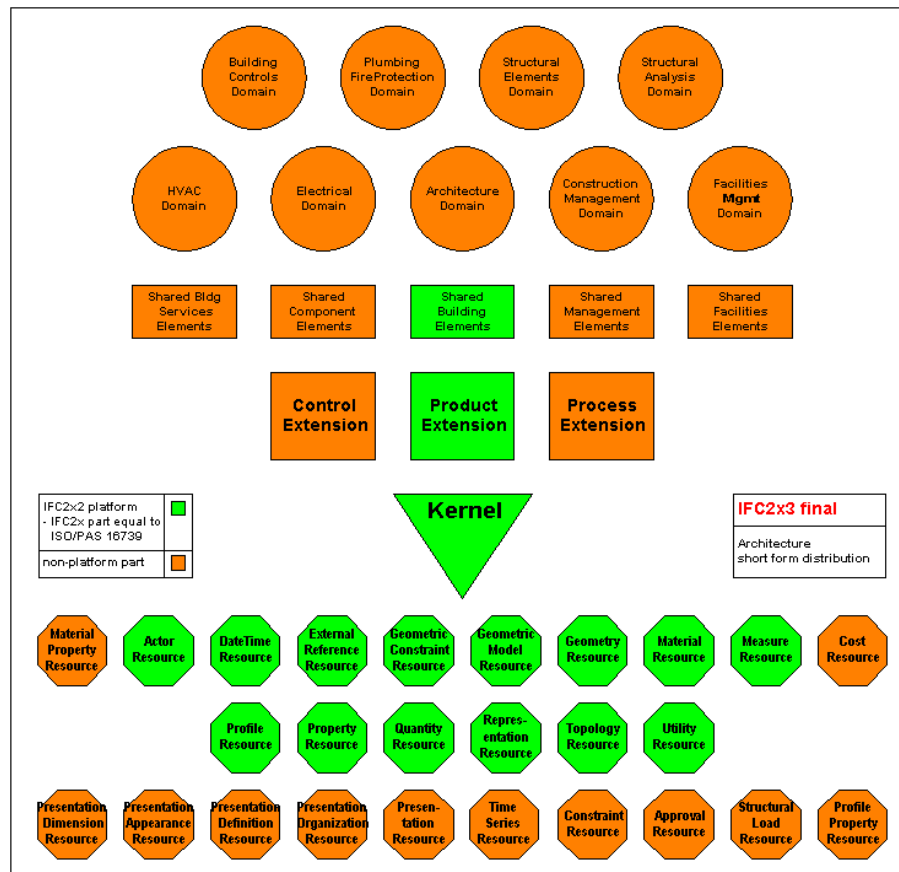 Building
Controls
Domain
Plumbing
FireProtection
Domain
Structural
Elements
Domain
Structural
Analysis
Domain
HVAC
Domain
Electrical
Domain
Architecture
Domain
Construction
Management
Domain
Facilities
Mgmt
Domain
Shared Bldg
Services
Elements
Shared
Component
Elements
Shared
Building
Elements
Shared
Management
Elements
Shared
Facilities
Elements
Control
Extension
Product
Extension
Process
Extension
IFC2x2 platform
- IFC2x part equal to
ISO/PAS 16739
non-platform part
Kernel
IFC2x3 final
Architecture
short form distribution
Material
Property
Resource
Actor
Resource
DateTime
Resource
External
Reference
Resource
Geometric
Constraint
Resource
Geometric
Model
Resource
Geometry
Resource
Material
Resource
Measure
Resource
Cost
Resource
Profile
Resource
Property
Resource
Quantity
Resource
Repres-
entation
Resource
Topology
Resource
Utility
Resource
Presentation
Dimension
Resource
Presentation
Appearance
Resource
Presentation
Definition
Resource
Presentation
Organization
Resource
Presen-
tation
Resource
Time
Series
Resource
Constraint
Resource
Approval
Resource
Structural
Load
Resource
Profile
Property
Resource